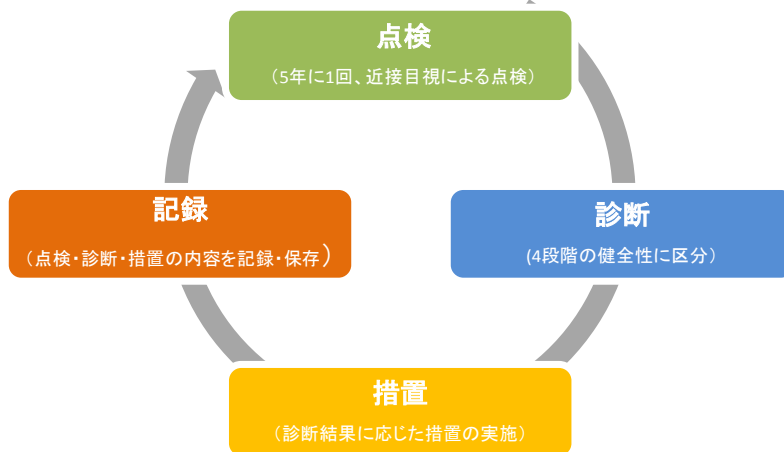 点検
（5年に1回、近接目視による点検）
記録
（点検・診断・措置の内容を記録・保存）
診断
(4段階の健全性に区分）
措置
（診断結果に応じた措置の実施）